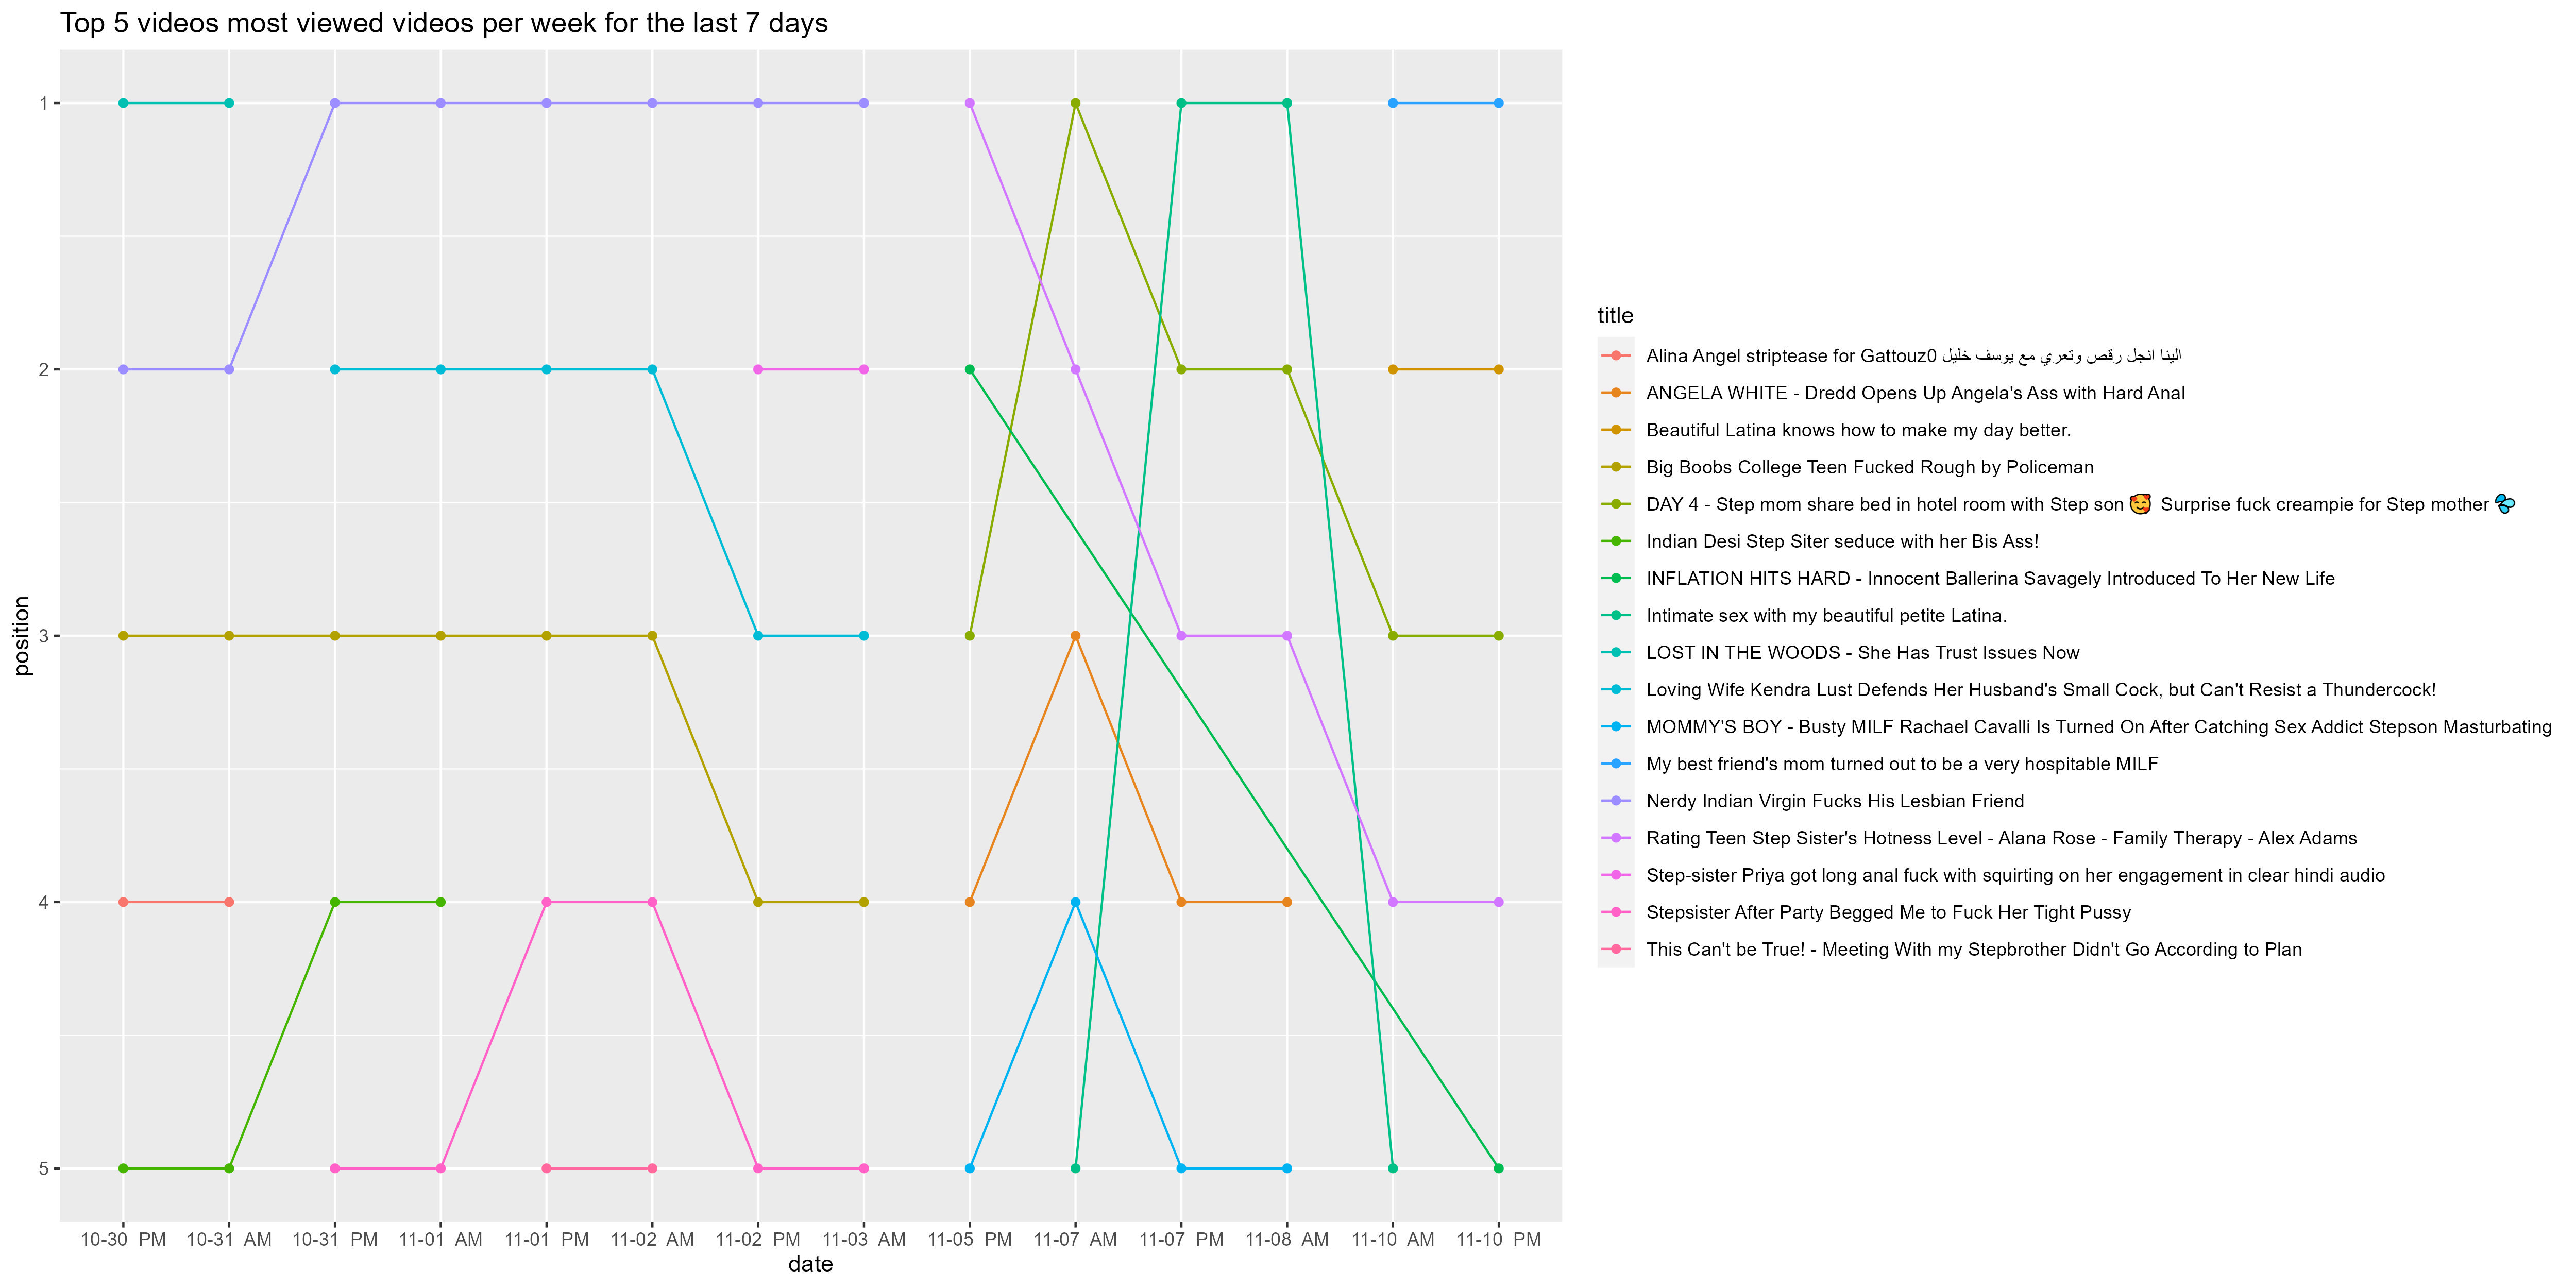 Top 5 videos most viewed videos per week for the last 7 days
position
1
2
3
4
5
10-30 PM
10-31 AM
10-31 PM
11-01 AM
11-01 PM
11-02 AM
11-02 PM
11-03 AM
11-05 PM
11-07 AM
11-07 PM
11-08 AM
11-10 AM
11-10 PM
date
title
Alina Angel striptease for Gattouz0 الينا انجل رقص وتعري مع يوسف خليل
ANGELA WHITE - Dredd Opens Up Angela's Ass with Hard Anal
Beautiful Latina knows how to make my day better.
Big Boobs College Teen Fucked Rough by Policeman
DAY 4 - Step mom share bed in hotel room with Step son 🥰 Surprise fuck creampie for Step mother 💦
Indian Desi Step Siter seduce with her Bis Ass!
INFLATION HITS HARD - Innocent Ballerina Savagely Introduced To Her New Life
Intimate sex with my beautiful petite Latina.
LOST IN THE WOODS - She Has Trust Issues Now
Loving Wife Kendra Lust Defends Her Husband's Small Cock, but Can't Resist a Thundercock!
MOMMY'S BOY - Busty MILF Rachael Cavalli Is Turned On After Catching Sex Addict Stepson Masturbating
My best friend's mom turned out to be a very hospitable MILF
Nerdy Indian Virgin Fucks His Lesbian Friend
Rating Teen Step Sister's Hotness Level - Alana Rose - Family Therapy - Alex Adams
Step-sister Priya got long anal fuck with squirting on her engagement in clear hindi audio
Stepsister After Party Begged Me to Fuck Her Tight Pussy
This Can't be True! - Meeting With my Stepbrother Didn't Go According to Plan